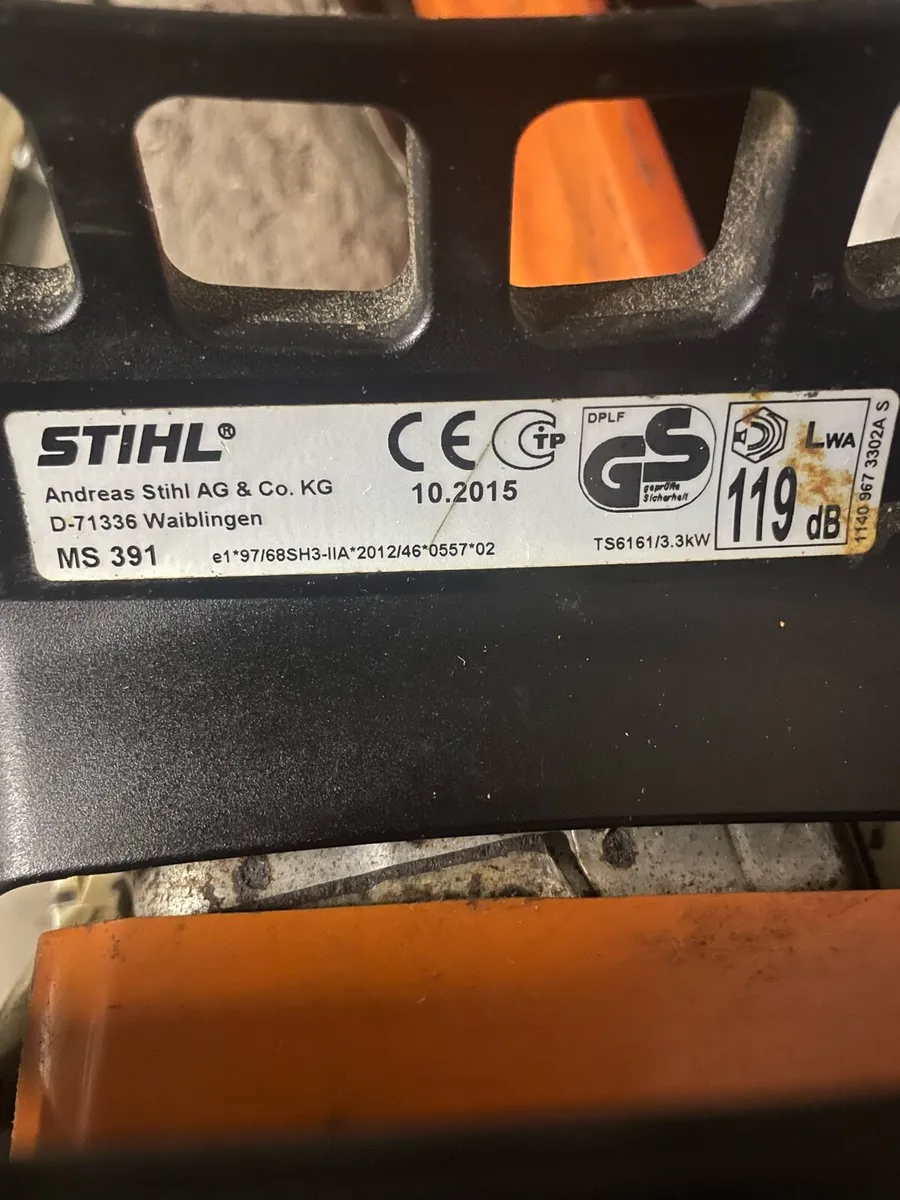 STIHL®
Andreas Stihl AG & Co. KG
D-71336 Waiblingen
MS 391
e1*97/68SH3-IIA*2012/46*0557*02
CE
10.2015
CTP
DPLF
GS
geprüfte
Sicherheit
TS6161/3.3kW
LWA
119 dB
1140 967 3302A S